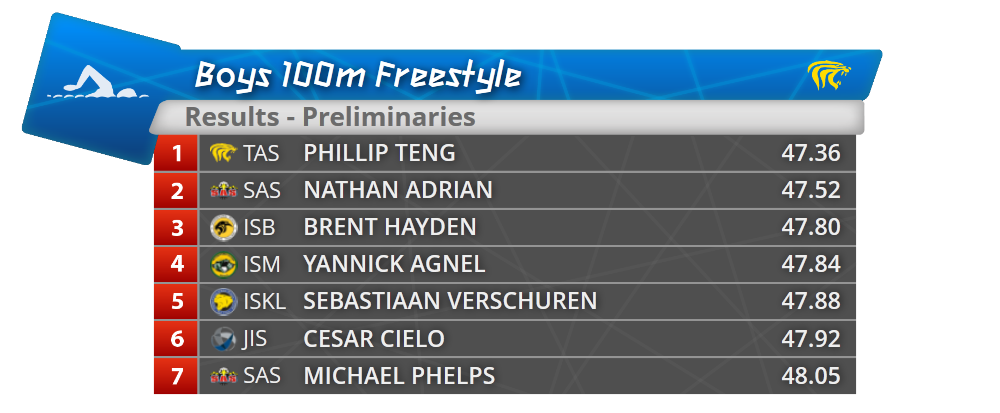 Boys 100m Freestyle
Results - Preliminaries
1 TAS PHILLIP TENG 47.36
2 SAS NATHAN ADRIAN 47.52
3 ISB BRENT HAYDEN 47.80
4 ISM YANNICK AGNEL 47.84
5 ISKL SEBASTIAAN VERSCHUREN 47.88
6 JIS CESAR CIELO 47.92
7 SAS MICHAEL PHELPS 48.05